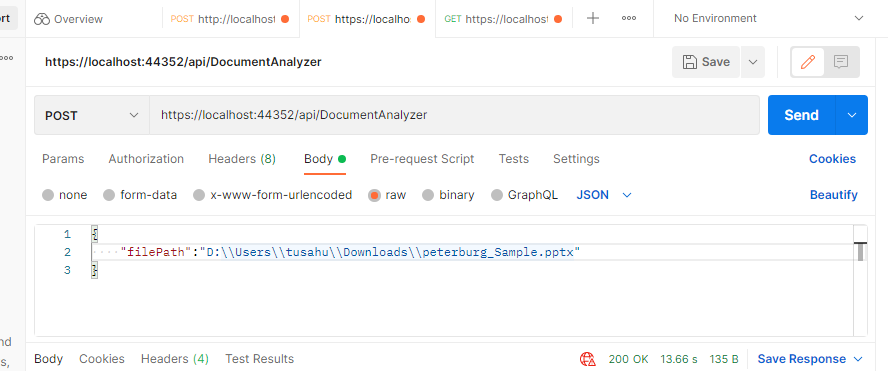 ort Overview POST http://localhost POST https://localho: GET https://localhost: No Environment
https://localhost:44352/api/DocumentAnalyzer Save
POST https://localhost:44352/api/DocumentAnalyzer Send
Params Authorization Headers (8) Body Pre-request Script Tests Settings Cookies
none form-data x-www-form-urlencoded raw binary GraphQL JSON Beautify
1 {
2 "filePath":"D:\\Users\\tusahu\\Downloads\\peterburg_Sample.pptx"
3 }
nd
s,
Body Cookies Headers (4) Test Results 200 OK 13.66 s 135 B Save Response